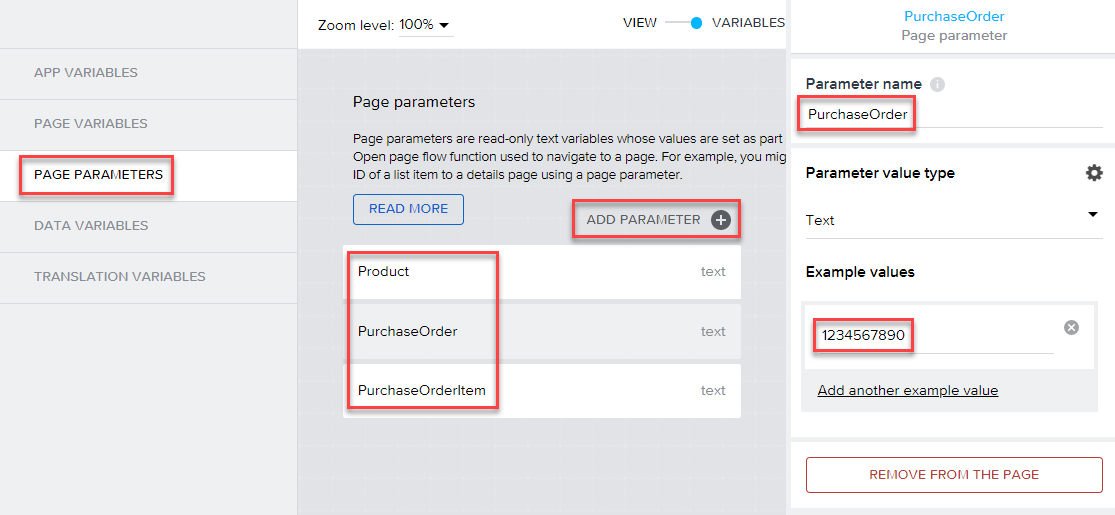 APP VARIABLES
PAGE VARIABLES
PAGE PARAMETERS
DATA VARIABLES
TRANSLATION VARIABLES
Zoom level: 100%
VIEW
VARIABLES
Page parameters
Page parameters are read-only text variables whose values are set as part
Open page flow function used to navigate to a page. For example, you mig
ID of a list item to a details page using a page parameter.
READ MORE
ADD PARAMETER
Product text
PurchaseOrder text
PurchaseOrderItem text
PurchaseOrder
Page parameter
Parameter name i
PurchaseOrder
Parameter value type
Text
Example values
1234567890
Add another example value
REMOVE FROM THE PAGE